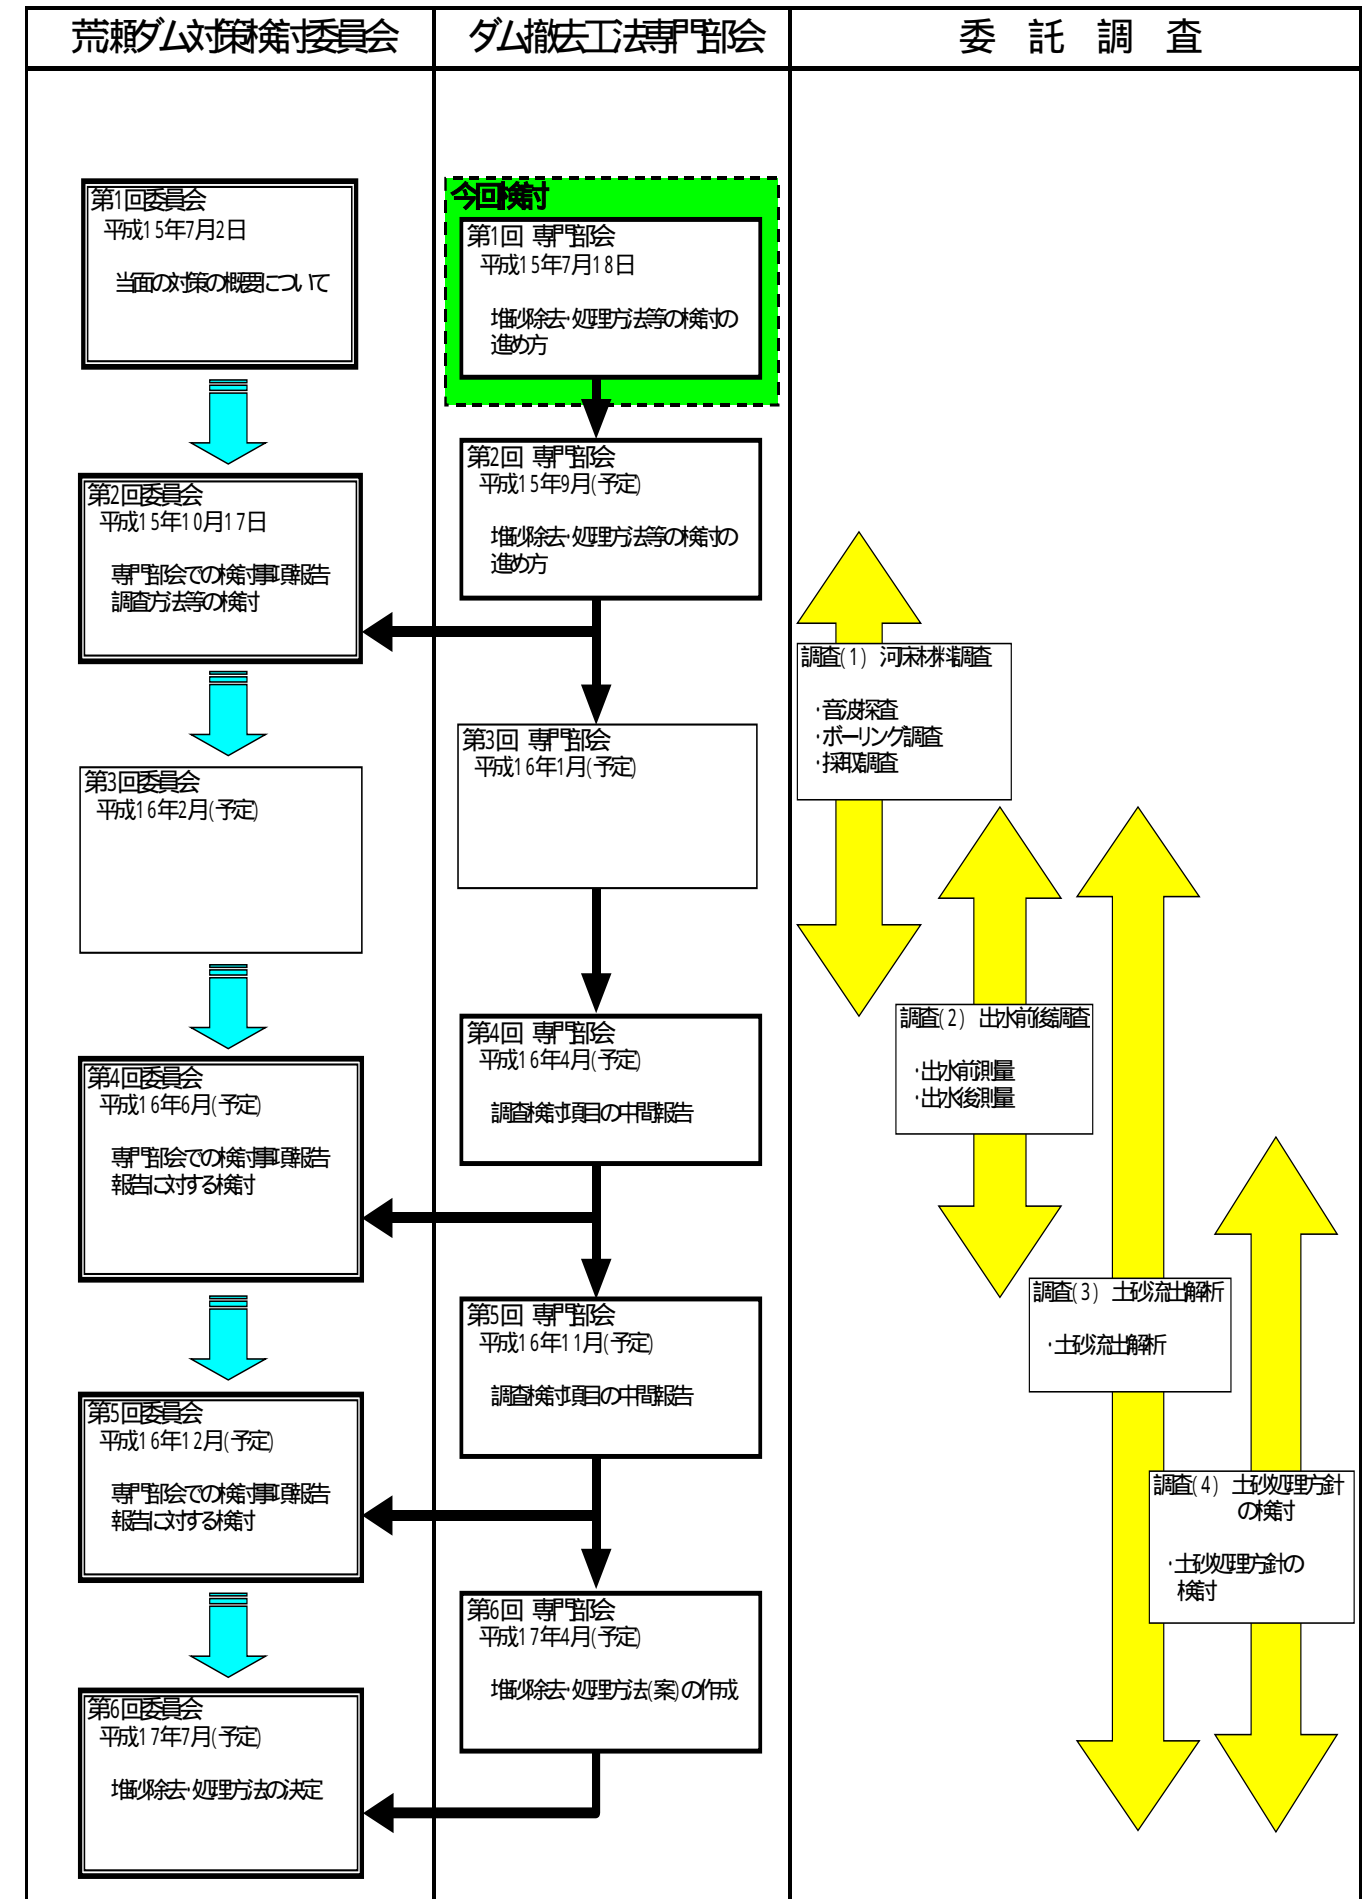 荒瀬ダム対策検討委員会
ダム撤去工法専門部会
委託調査
第1回委員会
平成15年7月2日
当面の対策の概要について
第2回委員会
平成15年10月17日
専門部会での検討事項報告
調査方法等の検討
第3回委員会
平成16年2月(予定)
第4回委員会
平成16年6月(予定)
専門部会での検討事項報告
報告に対する検討
第5回委員会
平成16年12月(予定)
専門部会での検討事項報告
報告に対する検討
第6回委員会
平成17年7月(予定)
堆砂除去・処理方法の決定
今回検討
第1回 専門部会
平成15年7月18日
堆砂除去・処理方法等の検討の
進め方
第2回 専門部会
平成15年9月(予定)
堆砂除去・処理方法等の検討の
進め方
第3回 専門部会
平成16年1月(予定)
第4回 専門部会
平成16年4月(予定)
調査検討項目の中間報告
第5回 専門部会
平成16年11月(予定)
調査検討項目の中間報告
第6回 専門部会
平成17年4月(予定)
堆砂除去・処理方法(案)の作成
調査(1) 河床材料調査
・音波探査
・ボーリング調査
・採取調査
調査(2) 出水前後調査
・出水前測量
・出水後測量
調査(3) 土砂流出解析
・土砂流出解析
調査(4) 土砂処理方針
の検討
・土砂処理方針の
検討